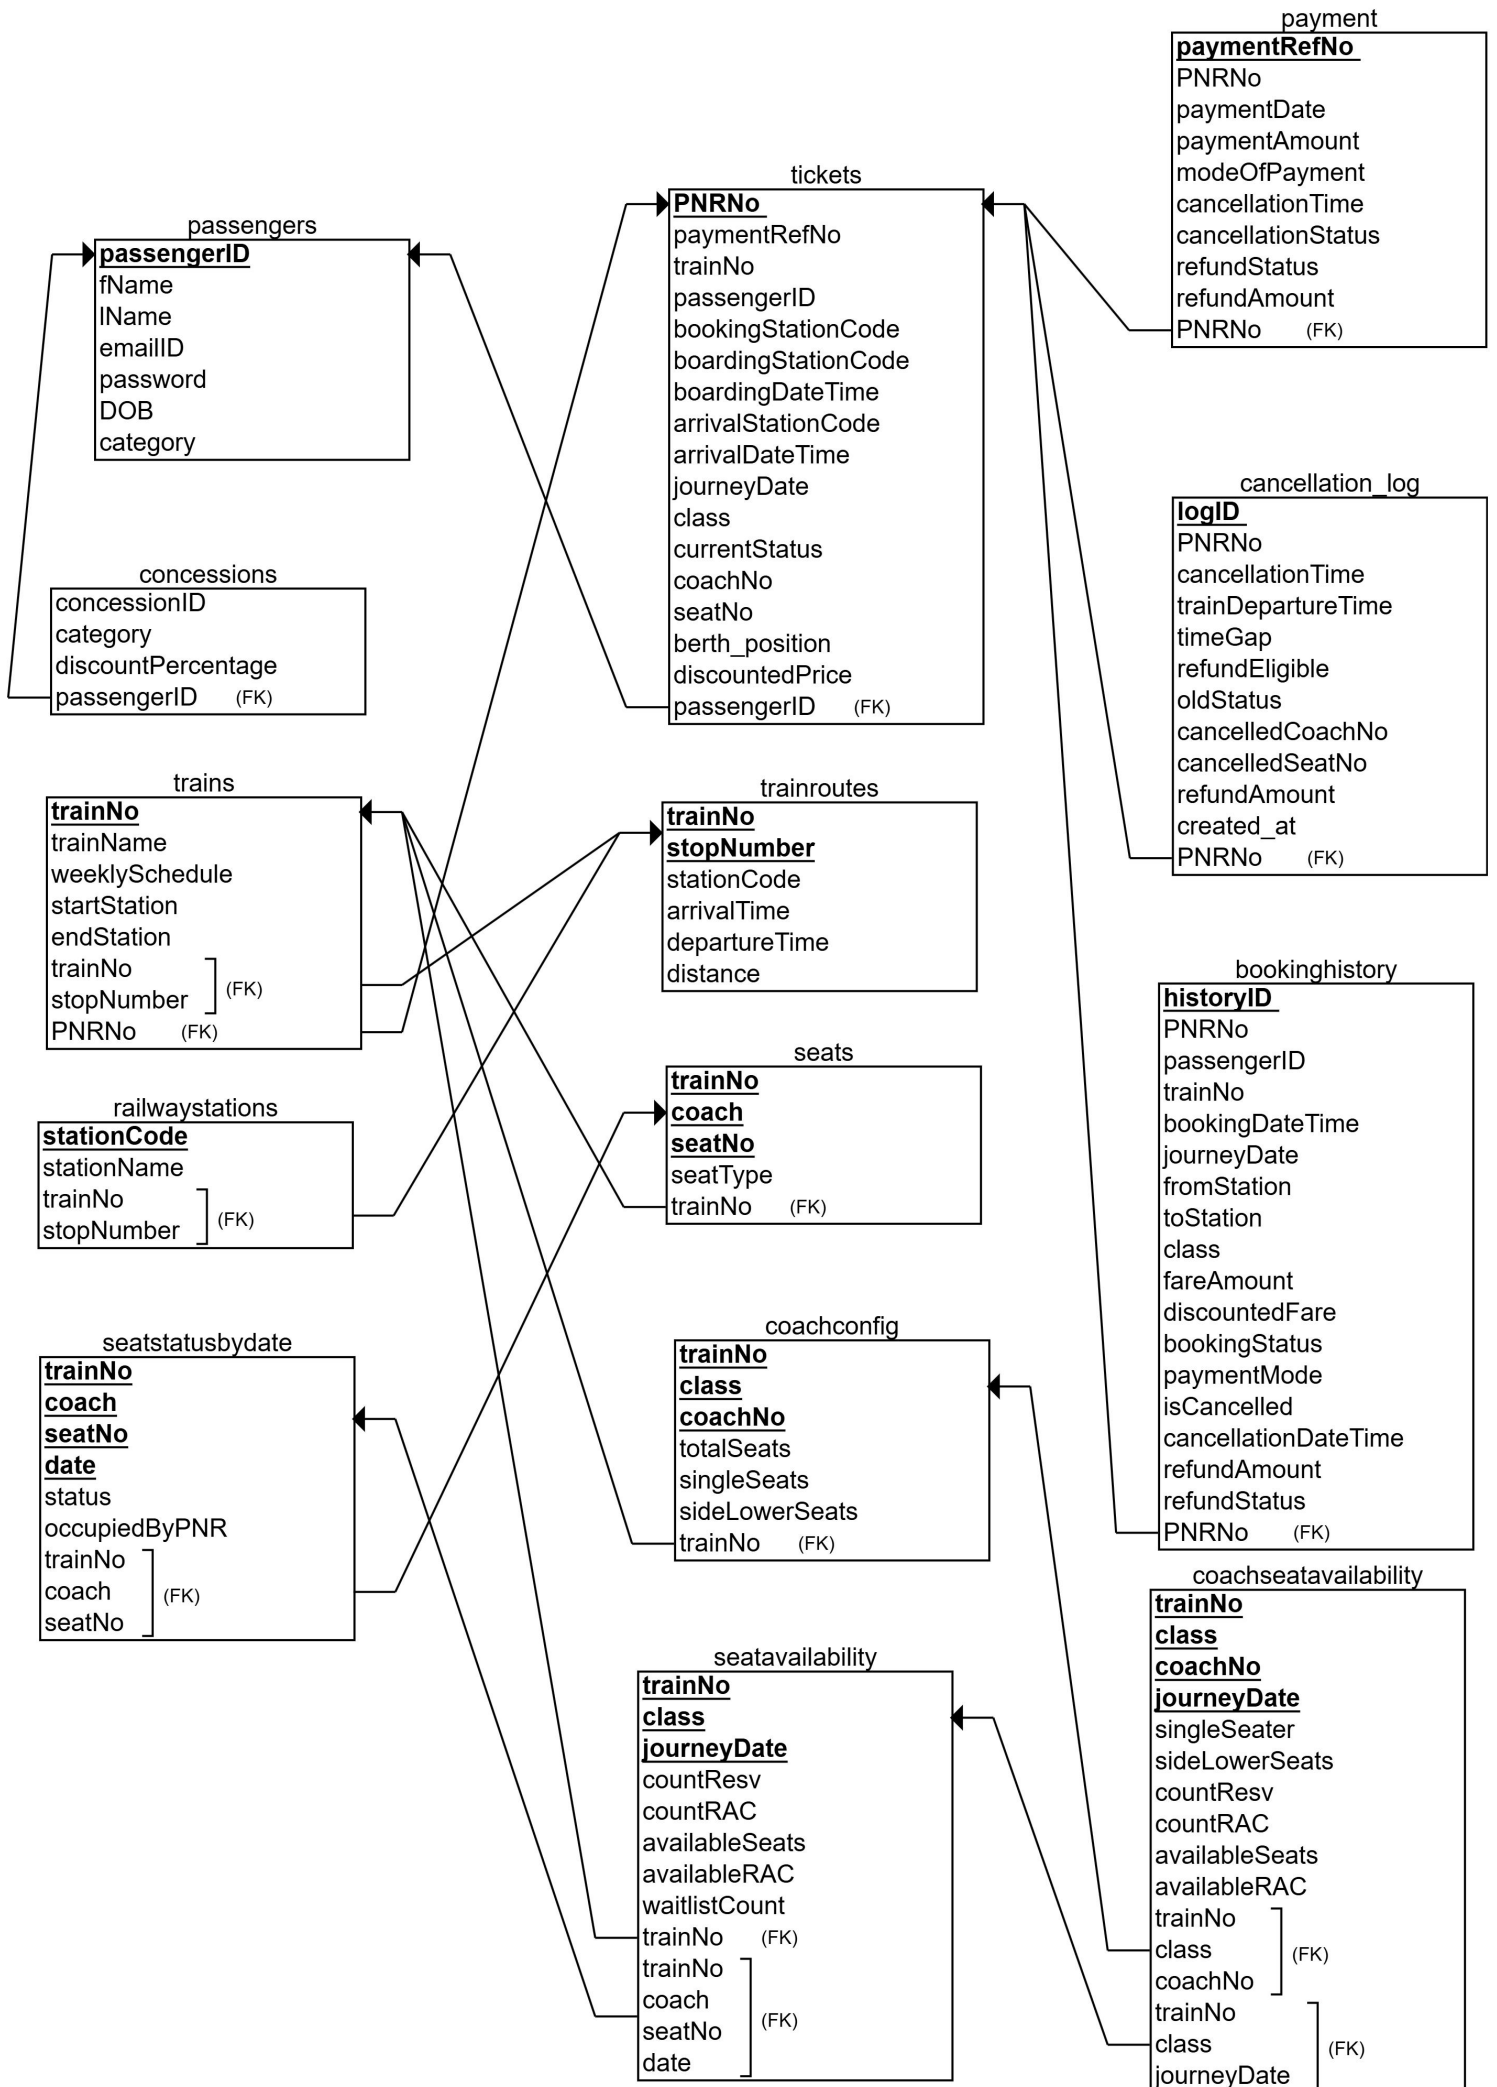 payment
paymentRefNo
PNRNo
paymentDate
paymentAmount
modeOfPayment
cancellationTime
cancellationStatus
refundStatus
refundAmount
PNRNo (FK)
tickets
PNRNo
paymentRefNo
trainNo
passengerID
bookingStationCode
boardingStationCode
boardingDateTime
arrivalStationCode
arrivalDateTime
journeyDate
class
currentStatus
coachNo
seatNo
berth_position
discountedPrice
passengerID (FK)
passengers
passengerID
fName
lName
emailID
password
DOB
category
cancellation_log
logID
PNRNo
cancellationTime
trainDepartureTime
timeGap
refundEligible
oldStatus
cancelledCoachNo
cancelledSeatNo
refundAmount
created_at
PNRNo (FK)
concessions
concessionID
category
discountPercentage
passengerID (FK)
trains
trainNo
trainName
weeklySchedule
startStation
endStation
trainNo
stopNumber
(FK)
PNRNo (FK)
trainroutes
trainNo
stopNumber
stationCode
arrivalTime
departureTime
distance
bookinghistory
historyID
PNRNo
passengerID
trainNo
bookingDateTime
journeyDate
fromStation
toStation
class
fareAmount
discountedFare
bookingStatus
paymentMode
isCancelled
cancellationDateTime
refundAmount
refundStatus
PNRNo (FK)
seats
trainNo
coach
seatNo
seatType
trainNo (FK)
railwaystations
stationCode
stationName
trainNo
stopNumber
(FK)
coachconfig
trainNo
class
coachNo
totalSeats
singleSeats
sideLowerSeats
trainNo (FK)
seatstatusbydate
trainNo
coach
seatNo
date
status
occupiedByPNR
trainNo
coach
seatNo
(FK)
coachseatavailability
trainNo
class
coachNo
journeyDate
singleSeater
sideLowerSeats
countResv
countRAC
availableSeats
availableRAC
trainNo
class
coachNo
(FK)
trainNo
class
journeyDate
(FK)
seatavailability
trainNo
class
journeyDate
countResv
countRAC
availableSeats
availableRAC
waitlistCount
trainNo (FK)
trainNo
coach
seatNo
date
(FK)